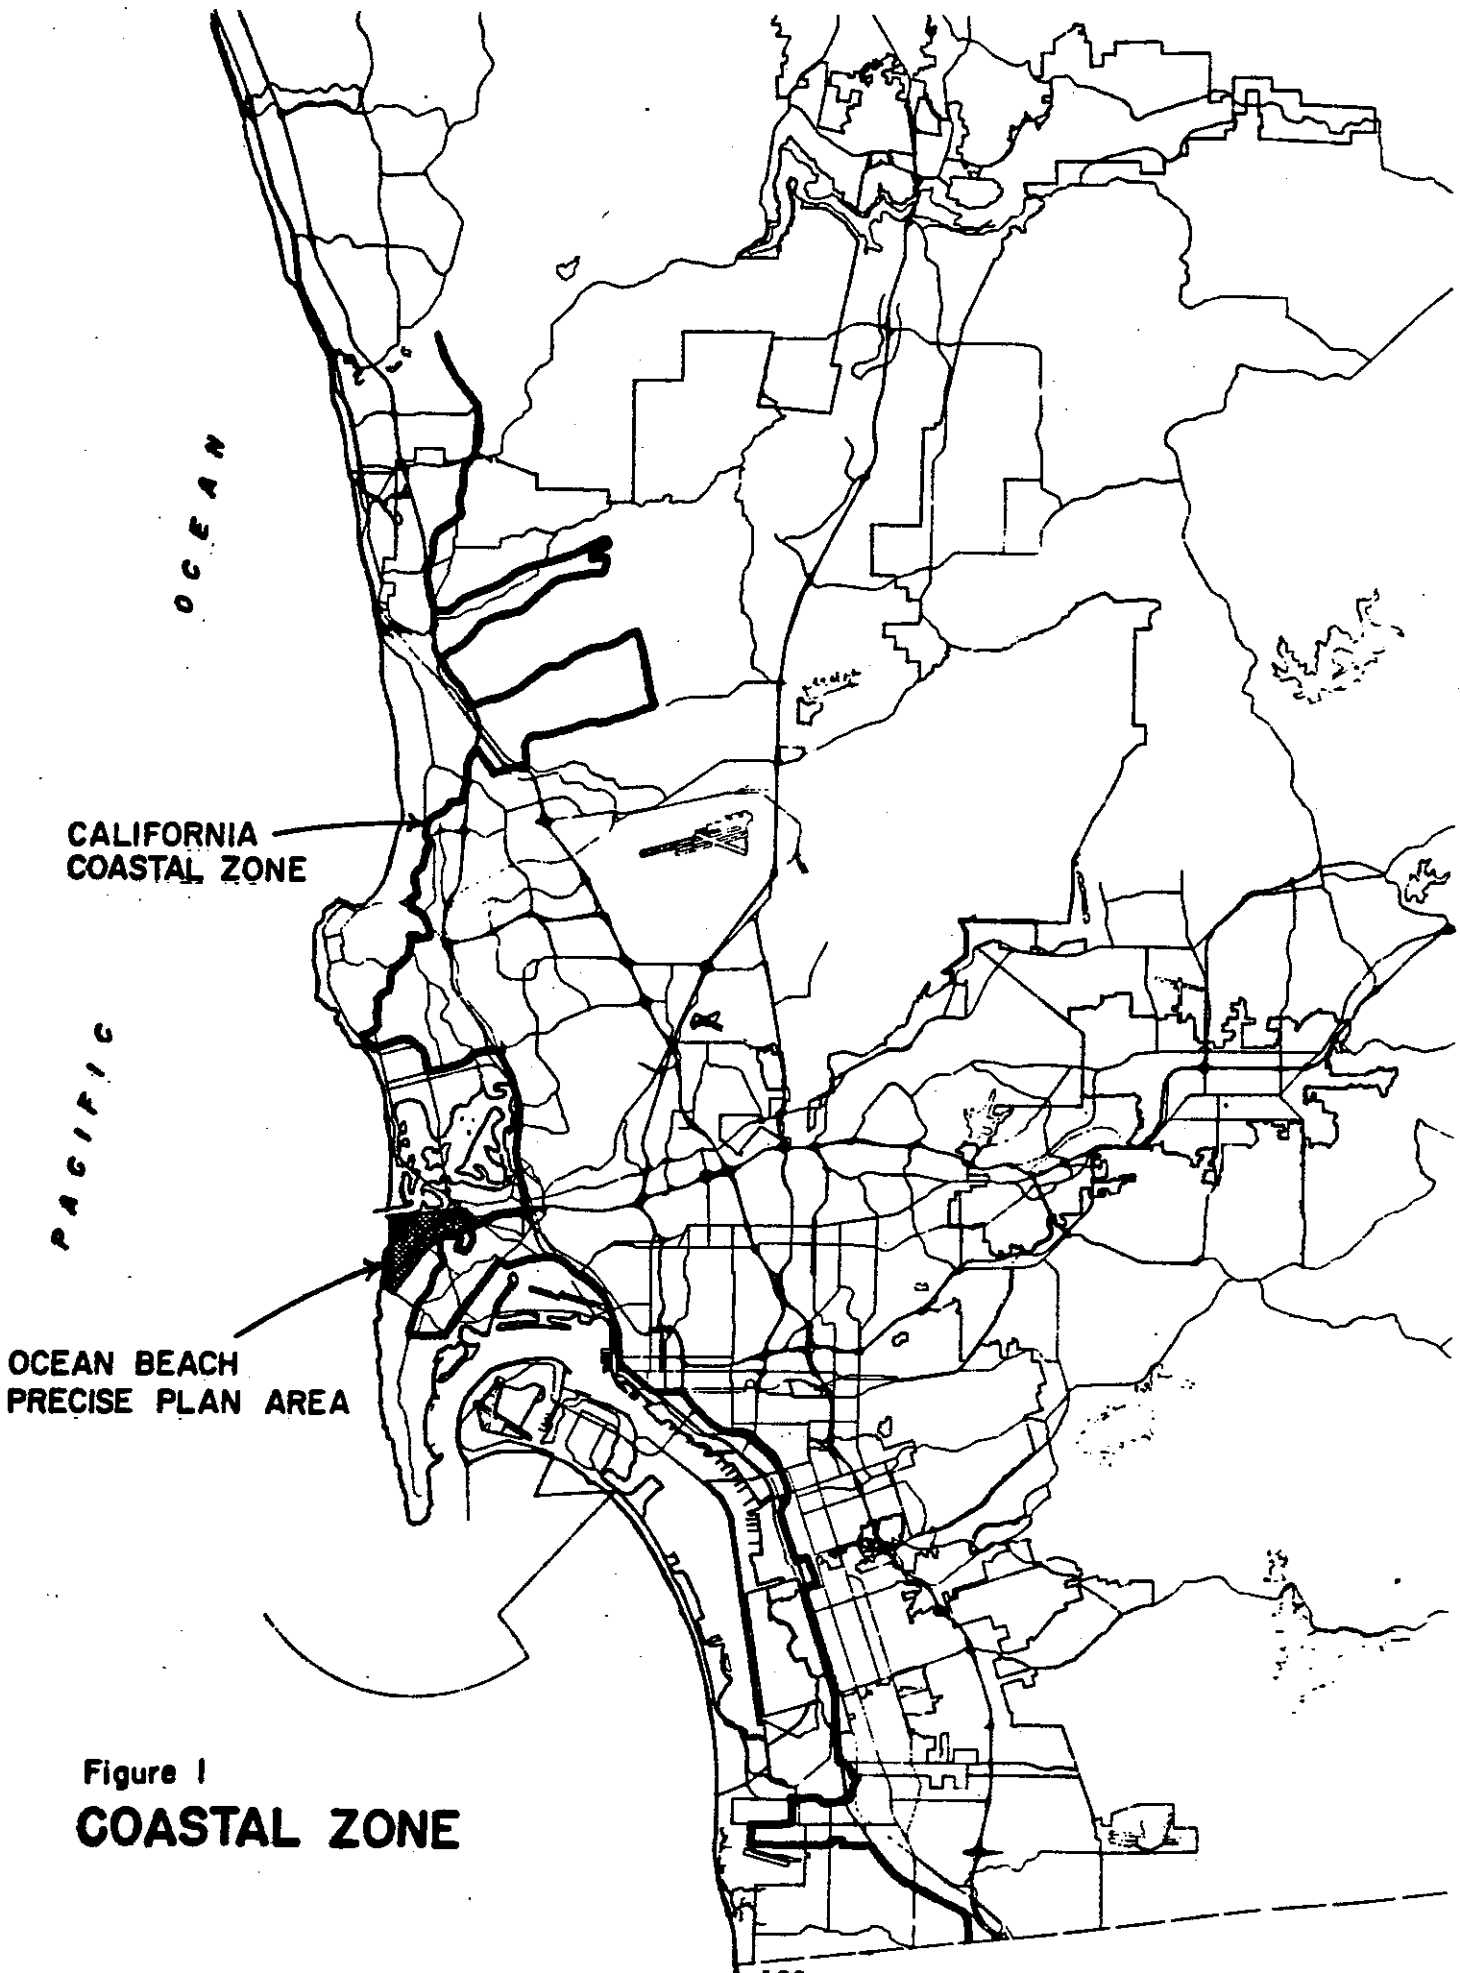 PACIFIC OCEAN
CALIFORNIA
COASTAL ZONE
OCEAN BEACH
PRECISE PLAN AREA
Figure 1
COASTAL ZONE